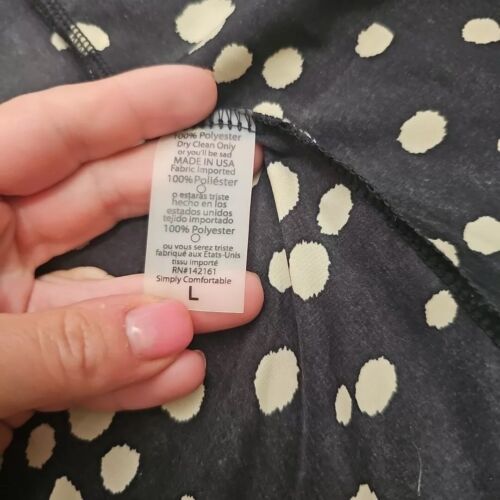 100% Polyester
Dry Clean Only
or you'll be sad
MADE IN USA
Fabric Imported
100% Poliéster
o estarás triste
hecho en los
estados unidos
tejido importado
100% Polyester
ou vous serez triste
fabriqué aux États-Unis
tissu importé
RN#142161
Simply Comfortable
L